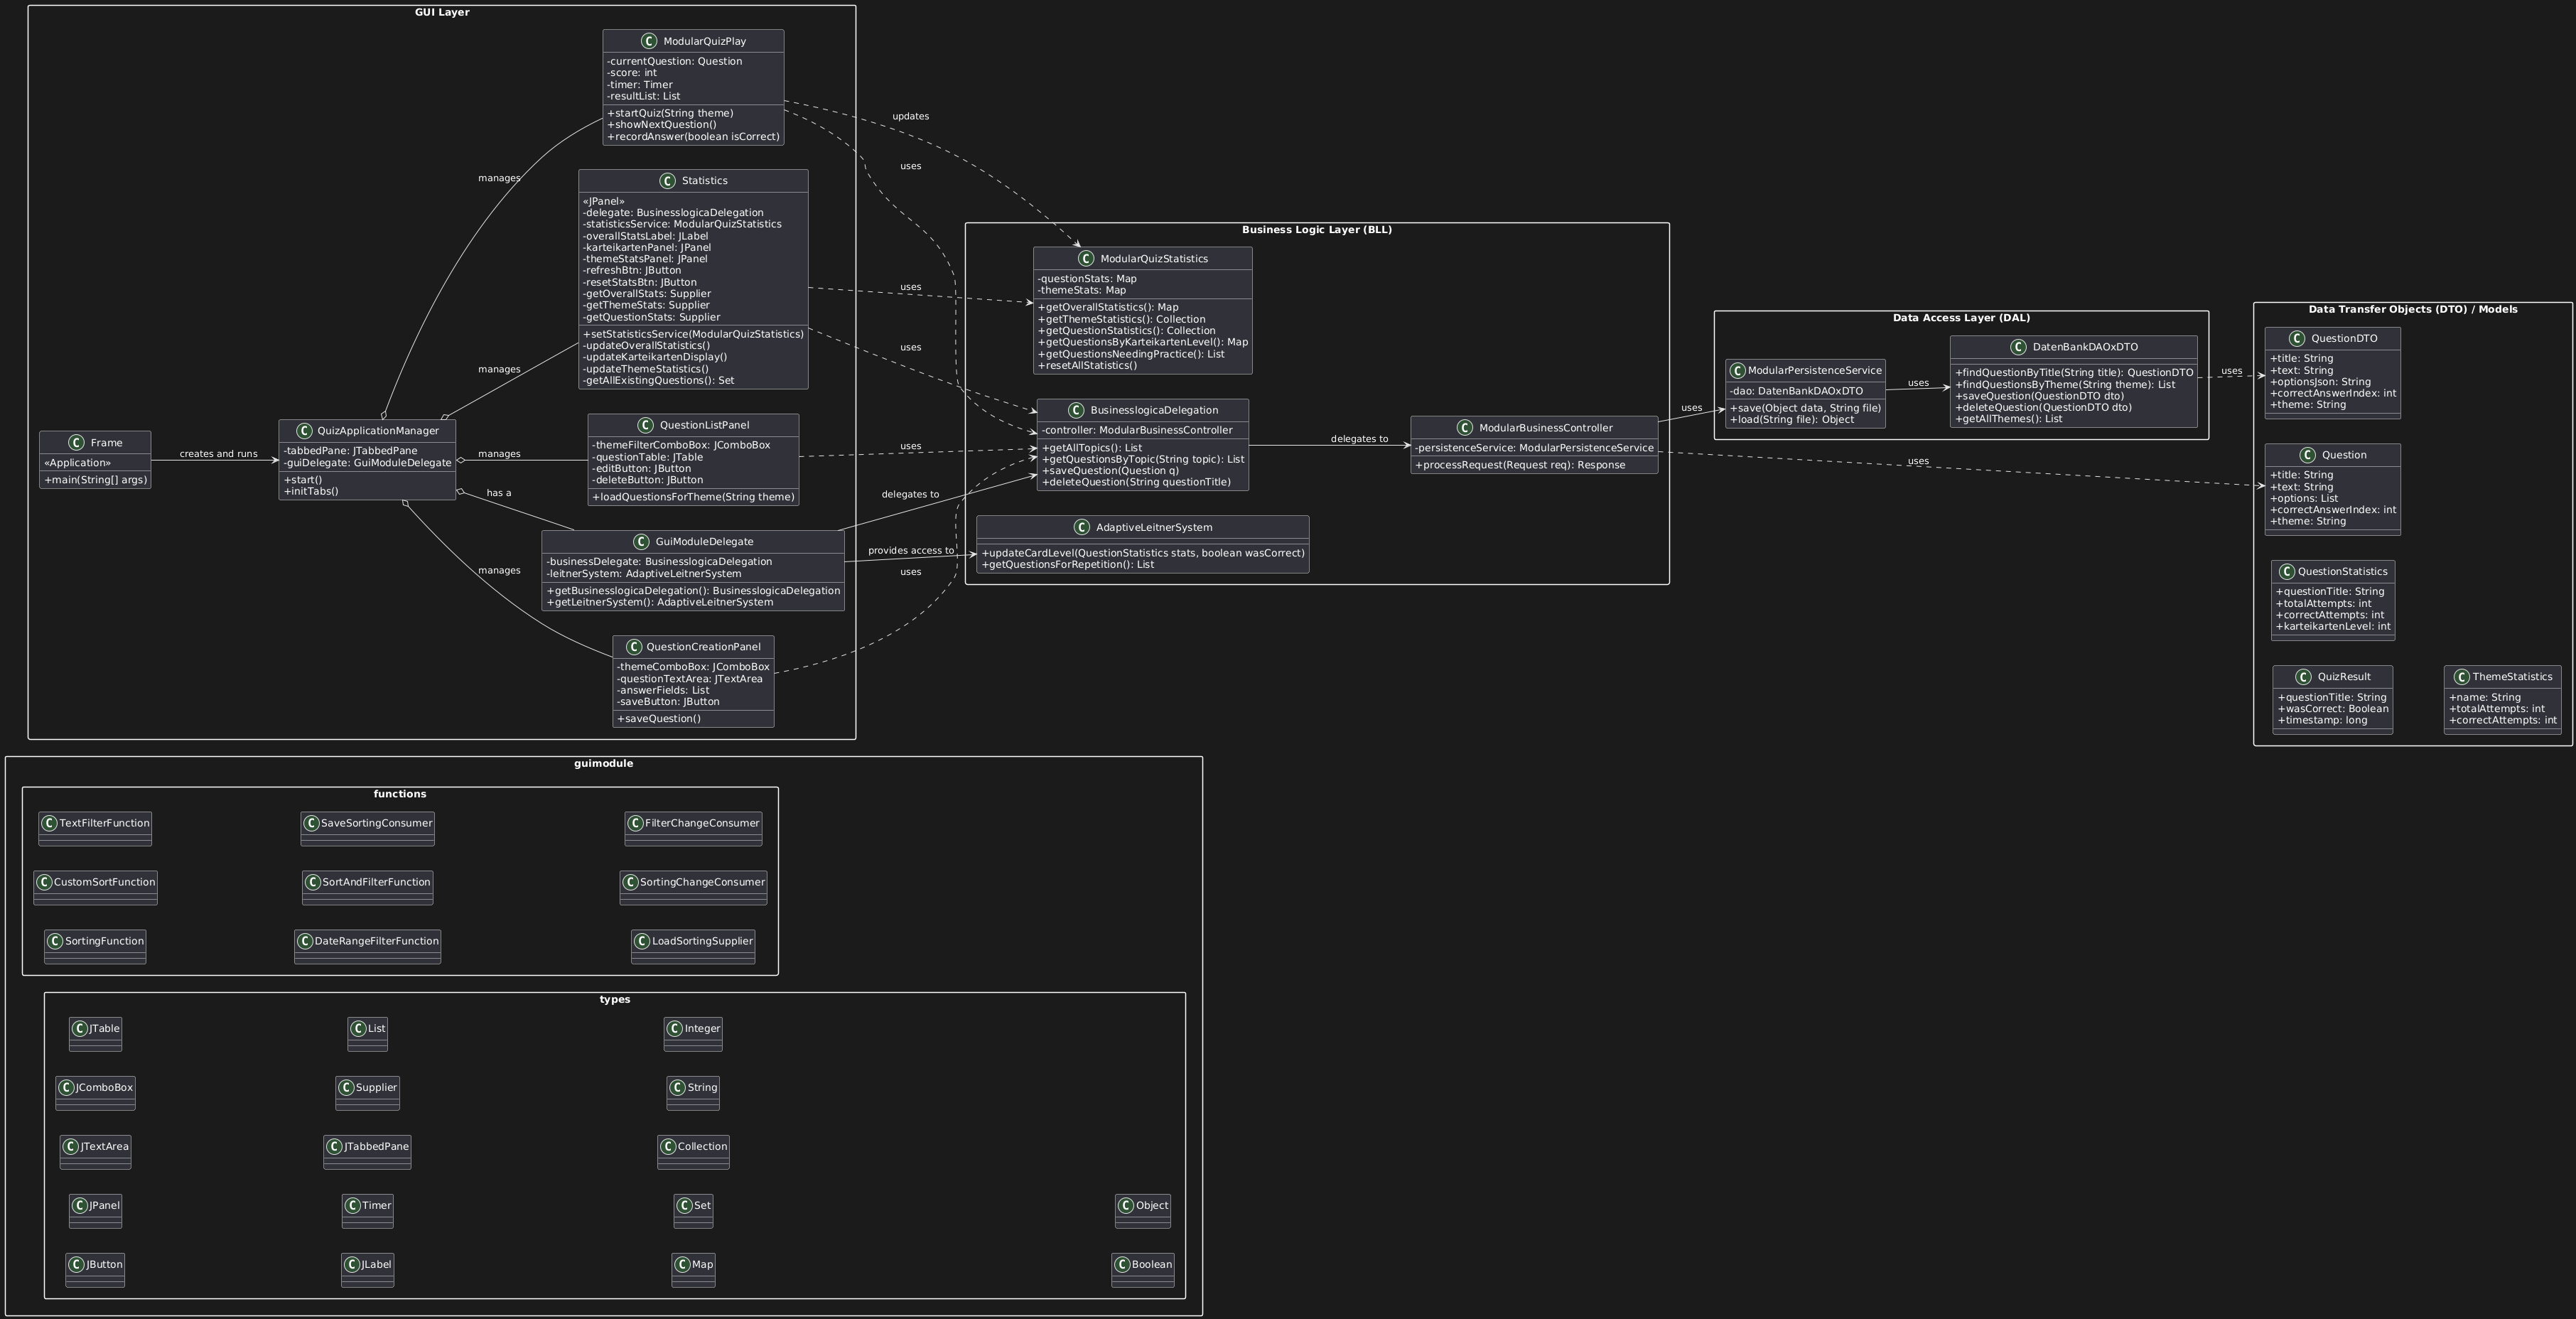 GUI Layer
C ModularQuizPlay
-currentQuestion: Question
-score: int
-timer: Timer
-resultList: List
+startQuiz(String theme)
+showNextQuestion()
+recordAnswer(boolean isCorrect)
C Statistics
«JPanel»
-delegate: BusinesslogicaDelegation
-statisticsService: ModularQuizStatistics
-overallStatsLabel: JLabel
-karteikartenPanel: JPanel
-themeStatsPanel: JPanel
-refreshBtn: JButton
-resetStatsBtn: JButton
-getOverallStats: Supplier
-getThemeStats: Supplier
-getQuestionStats: Supplier
+setStatisticsService(ModularQuizStatistics)
-updateOverallStatistics()
-updateKarteikartenDisplay()
-updateThemeStatistics()
-getAllExistingQuestions(): Set
C Frame
«Application»
+main(String[] args)
creates and runs
C QuizApplicationManager
-tabbedPane: JTabbedPane
-guiDelegate: GuiModuleDelegate
+start()
+initTabs()
manages
manages
manages
has a
manages
C QuestionListPanel
-themeFilterComboBox: JComboBox
-questionTable: JTable
-editButton: JButton
-deleteButton: JButton
+loadQuestionsForTheme(String theme)
C GuiModuleDelegate
-businessDelegate: BusinesslogicaDelegation
-leitnerSystem: AdaptiveLeitnerSystem
+getBusinesslogicaDelegation(): BusinesslogicaDelegation
+getLeitnerSystem(): AdaptiveLeitnerSystem
C QuestionCreationPanel
-themeComboBox: JComboBox
-questionTextArea: JTextArea
-answerFields: List
-saveButton: JButton
+saveQuestion()
updates
uses
uses
uses
uses
delegates to
provides access to
uses
Business Logic Layer (BLL)
C ModularQuizStatistics
-questionStats: Map
-themeStats: Map
+getOverallStatistics(): Map
+getThemeStatistics(): Collection
+getQuestionStatistics(): Collection
+getQuestionsByKarteikartenLevel(): Map
+getQuestionsNeedingPractice(): List
+resetAllStatistics()
C BusinesslogicaDelegation
-controller: ModularBusinessController
+getAllTopics(): List
+getQuestionsByTopic(String topic): List
+saveQuestion(Question q)
+deleteQuestion(String questionTitle)
C AdaptiveLeitnerSystem
+updateCardLevel(QuestionStatistics stats, boolean wasCorrect)
+getQuestionsForRepetition(): List
delegates to
C ModularBusinessController
-persistenceService: ModularPersistenceService
+processRequest(Request req): Response
uses
uses
Data Access Layer (DAL)
C ModularPersistenceService
-dao: DatenBankDAOxDTO
+save(Object data, String file)
+load(String file): Object
uses
C DatenBankDAOxDTO
+findQuestionByTitle(String title): QuestionDTO
+findQuestionsByTheme(String theme): List
+saveQuestion(QuestionDTO dto)
+deleteQuestion(QuestionDTO dto)
+getAllThemes(): List
uses
Data Transfer Objects (DTO) / Models
C QuestionDTO
+title: String
+text: String
+optionsJson: String
+correctAnswerIndex: int
+theme: String
C Question
+title: String
+text: String
+options: List
+correctAnswerIndex: int
+theme: String
C QuestionStatistics
+questionTitle: String
+totalAttempts: int
+correctAttempts: int
+karteikartenLevel: int
C QuizResult
+questionTitle: String
+wasCorrect: Boolean
+timestamp: long
C ThemeStatistics
+name: String
+totalAttempts: int
+correctAttempts: int
guimodule
functions
C TextFilterFunction
C SaveSortingConsumer
C FilterChangeConsumer
C CustomSortFunction
C SortAndFilterFunction
C SortingChangeConsumer
C SortingFunction
C DateRangeFilterFunction
C LoadSortingSupplier
types
C JTable
C List
C Integer
C JComboBox
C Supplier
C String
C JTextArea
C JTabbedPane
C Collection
C JPanel
C Timer
C Set
C Object
C JButton
C JLabel
C Map
C Boolean